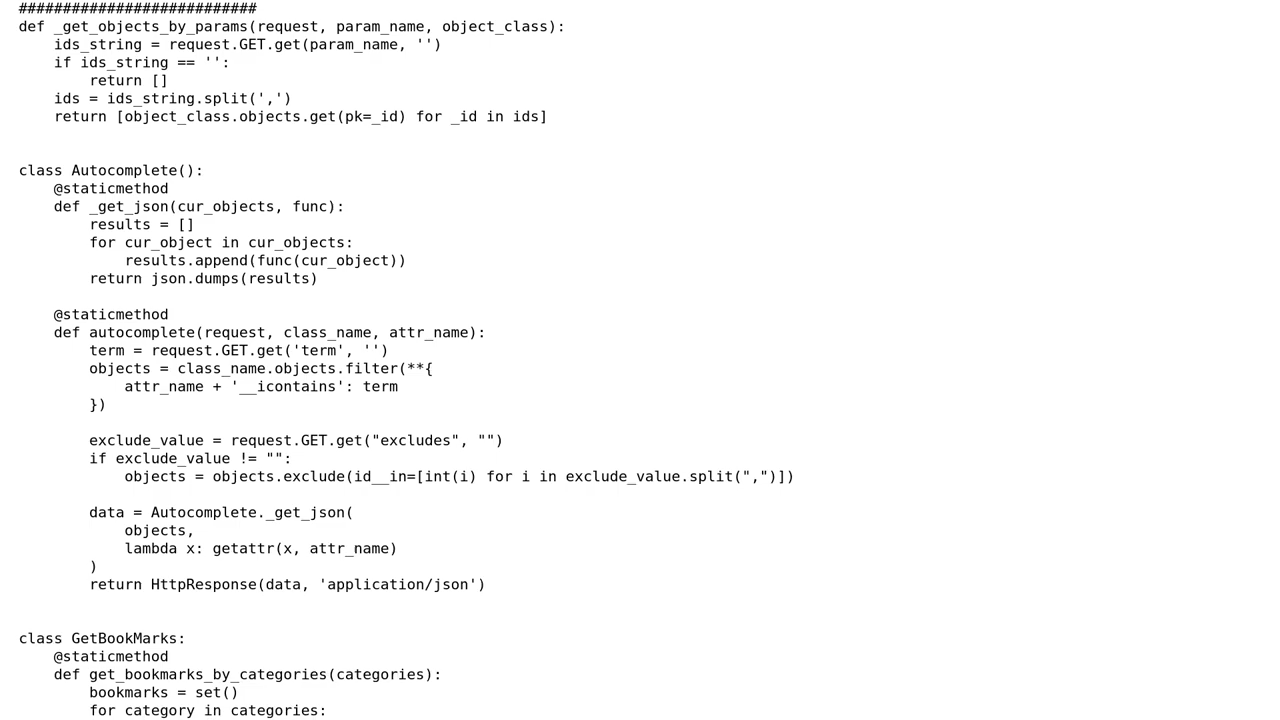 ###########################
def _get_objects_by_params(request, param_name, object_class):
    ids_string = request.GET.get(param_name, '')
    if ids_string == '':
        return []
    ids = ids_string.split(',')
    return [object_class.objects.get(pk=_id) for _id in ids]


class Autocomplete():
    @staticmethod
    def _get_json(cur_objects, func):
        results = []
        for cur_object in cur_objects:
            results.append(func(cur_object))
        return json.dumps(results)

    @staticmethod
    def autocomplete(request, class_name, attr_name):
        term = request.GET.get('term', '')
        objects = class_name.objects.filter(**{
            attr_name + '__icontains': term
        })

        exclude_value = request.GET.get("excludes", "")
        if exclude_value != "":
            objects = objects.exclude(id__in=[int(i) for i in exclude_value.split(",")])

        data = Autocomplete._get_json(
            objects,
            lambda x: getattr(x, attr_name)
        )
        return HttpResponse(data, 'application/json')


class GetBookMarks:
    @staticmethod
    def get_bookmarks_by_categories(categories):
        bookmarks = set()
        for category in categories: